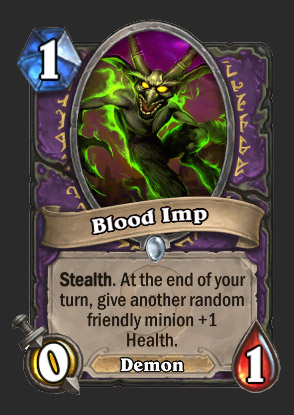 1
Blood Imp
Stealth. At the end of your
turn, give another random
friendly minion +1
Health.
0
Demon
1